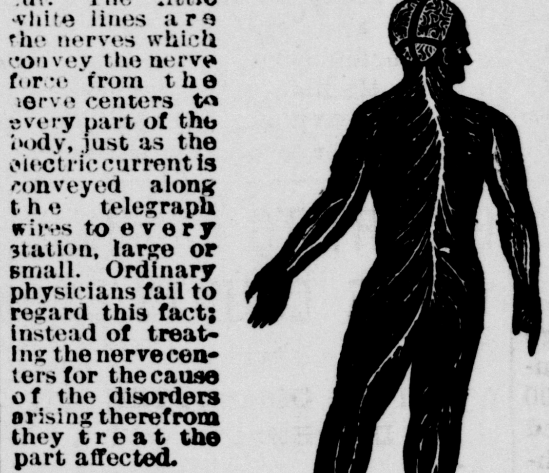 cut. The little
white lines are
the nerves which
convey the nerve
force from the
nerve centers to
every part of the
body, just as the
electric current is
conveyed along
the telegraph
wires to every
station, large or
small. Ordinary
physicians fail to
regard this fact;
instead of treat-
ing the nerve cen-
ters for the cause
of the disorders
arising therefrom
they treat the
part affected.